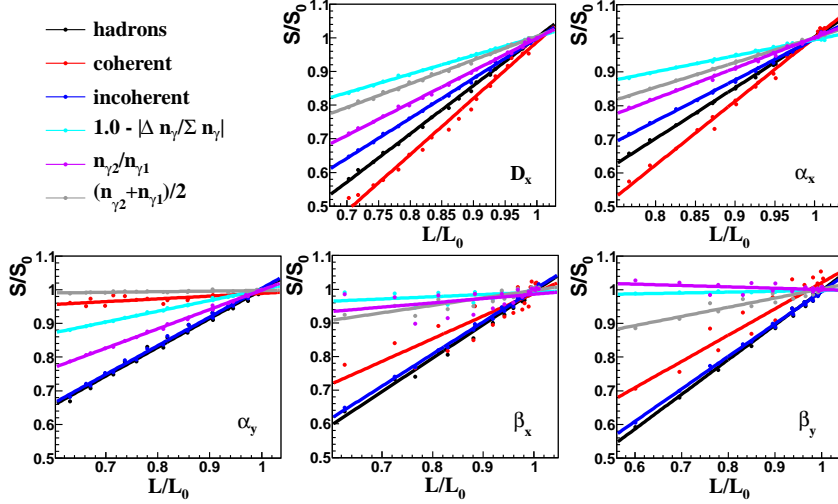 hadrons
coherent
incoherent
1.0 - |Δ nγ/Σ nγ|
nγ2/nγ1
(nγ2+nγ1)/2
S/S0
1.1
1
0.9
0.8
0.7
0.6
0.5
0.7 0.75 0.8 0.85 0.9 0.95 1
L/L0
Dx
S/S0
1.1
1
0.9
0.8
0.7
0.6
0.5
0.8 0.85 0.9 0.95 1
L/L0
αx
S/S0
1.1
1
0.9
0.8
0.7
0.6
0.5
0.7 0.8 0.9 1
L/L0
αy
S/S0
1.1
1
0.9
0.8
0.7
0.6
0.5
0.7 0.8 0.9 1
L/L0
βx
S/S0
1.1
1
0.9
0.8
0.7
0.6
0.5
0.6 0.7 0.8 0.9 1
L/L0
βy